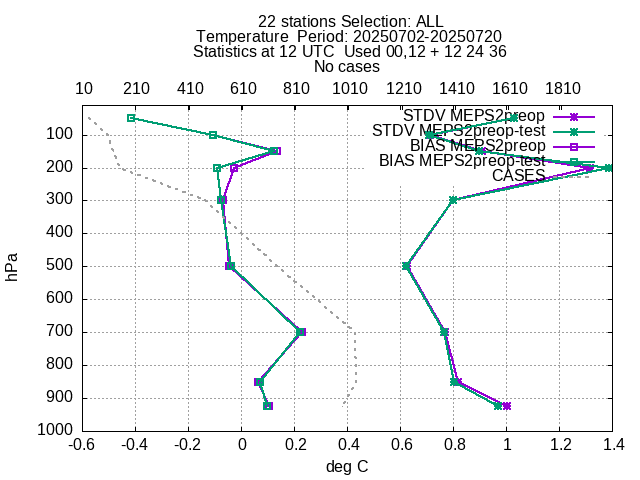 22 stations Selection: ALL
Temperature Period: 20250702-20250720
Statistics at 12 UTC Used 00,12 + 12 24 36
No cases
10 210 410 610 810 1010 1210 1410 1610 1810
STDV MEPS2preop
STDV MEPS2preop-test
BIAS MEPS2preop
BIAS MEPS2preop-test
CASES
100
200
300
400
500
600
700
800
900
1000
hPa
-0.6 -0.4 -0.2 0 0.2 0.4 0.6 0.8 1 1.2 1.4
deg C